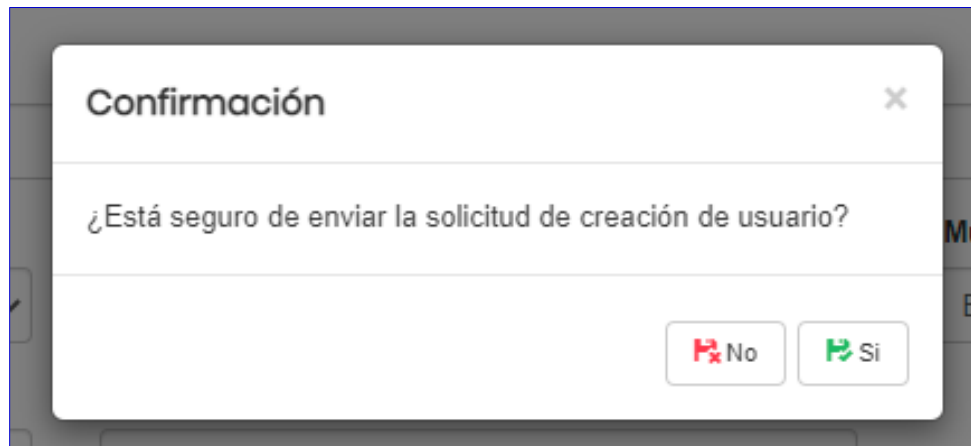 Confirmación
×
¿Está seguro de enviar la solicitud de creación de usuario?
No
Si